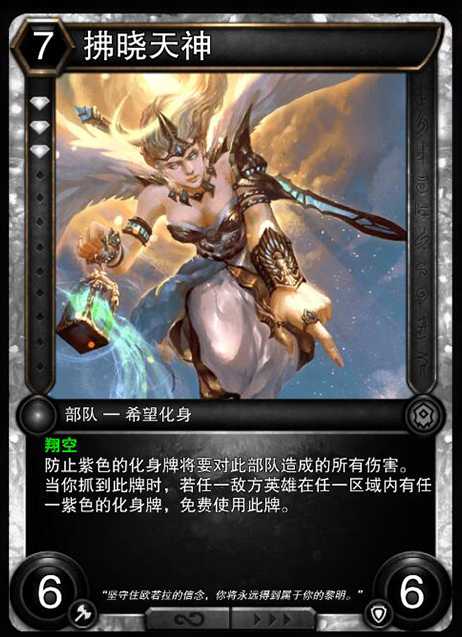 7
拂晓天神
部队 — 希望化身
翔空
防止紫色的化身牌将要对此部队造成的所有伤害。
当你抓到此牌时，若任一敌方英雄在任一区域内有任
一紫色的化身牌，免费使用此牌。
6
“坚守住欧若拉的信念，你将永远得到属于你的黎明。”
6